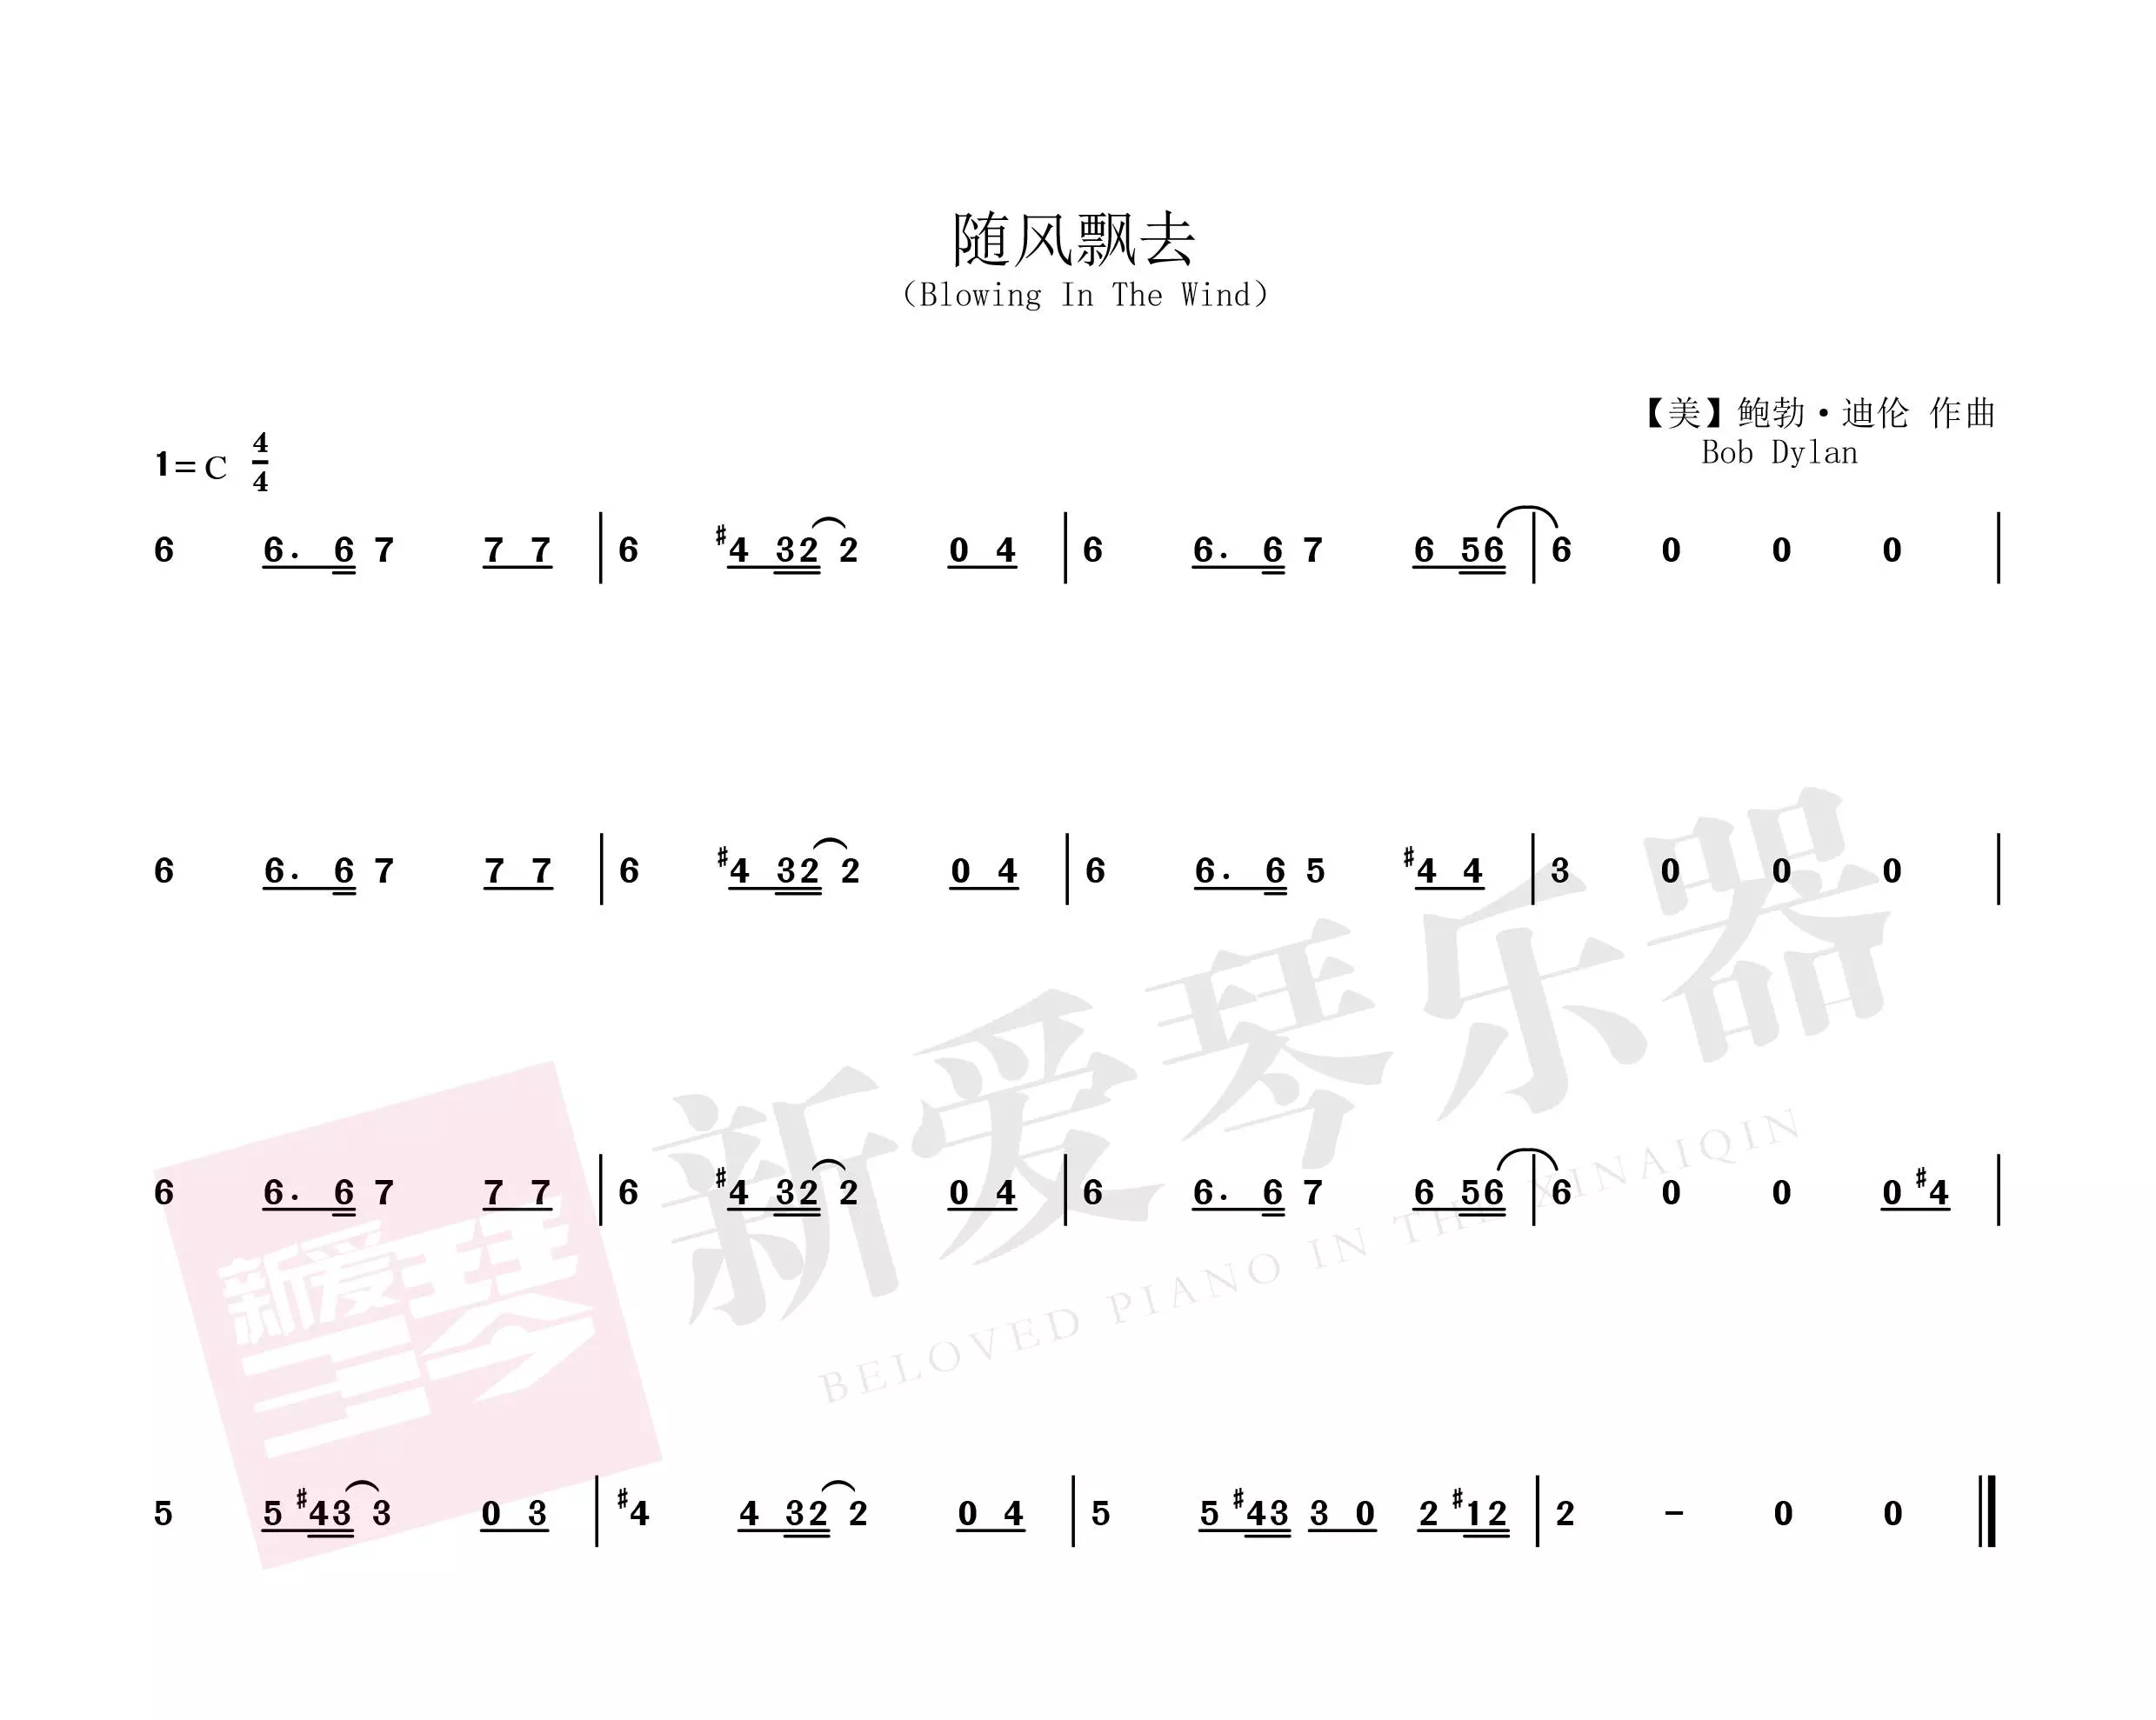 随风飘去
（Blowing In The Wind）
【美】鲍勃·迪伦 作曲
Bob Dylan
1=C 4/4
6 6. 6 7 7 7 | 6 #4 32 2 0 4 | 6 6. 6 7 6 56 | 6 0 0 0 |
6 6. 6 7 7 7 | 6 #4 32 2 0 4 | 6 6. 6 5 #4 4 | 3 0 0 0 |
6 6. 6 7 7 7 | 6 #4 32 2 0 4 | 6 6. 6 7 6 56 | 6 0 0 0 #4 |
5 5 #43 3 0 3 | #4 4 32 2 0 4 | 5 5 #43 3 0 2 #12 | 2 - 0 0 ‖
新爱琴乐器
BELOVED PIANO IN THE XINAIQIN
新爱琴